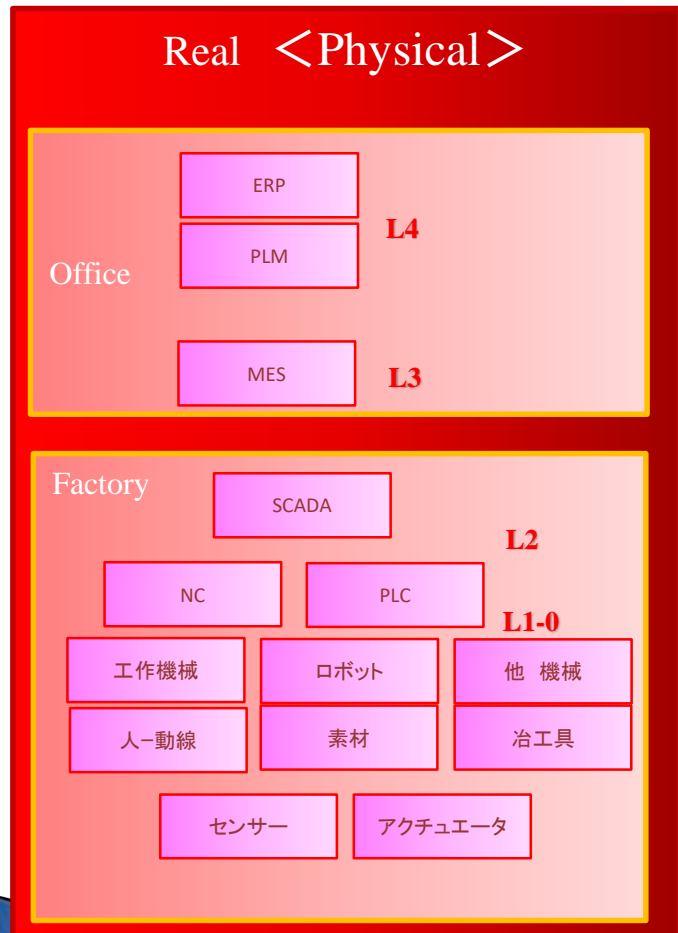 Real ＜Physical＞
ERP
L4
PLM
Office
MES
L3
Factory
SCADA
L2
NC
PLC
L1-0
工作機械
ロボット
他 機械
人−動線
素材
冶工具
センサー
アクチュエータ